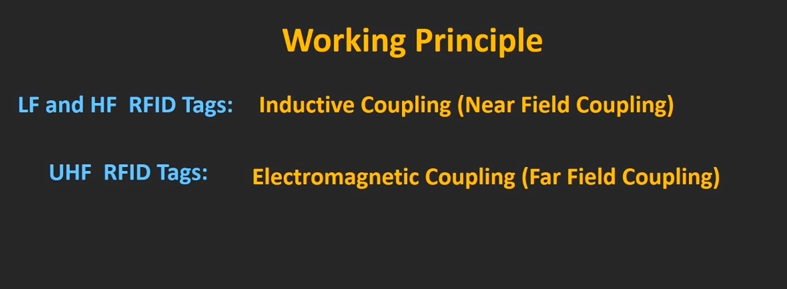 Working Principle
LF and HF RFID Tags: Inductive Coupling (Near Field Coupling)
UHF RFID Tags: Electromagnetic Coupling (Far Field Coupling)